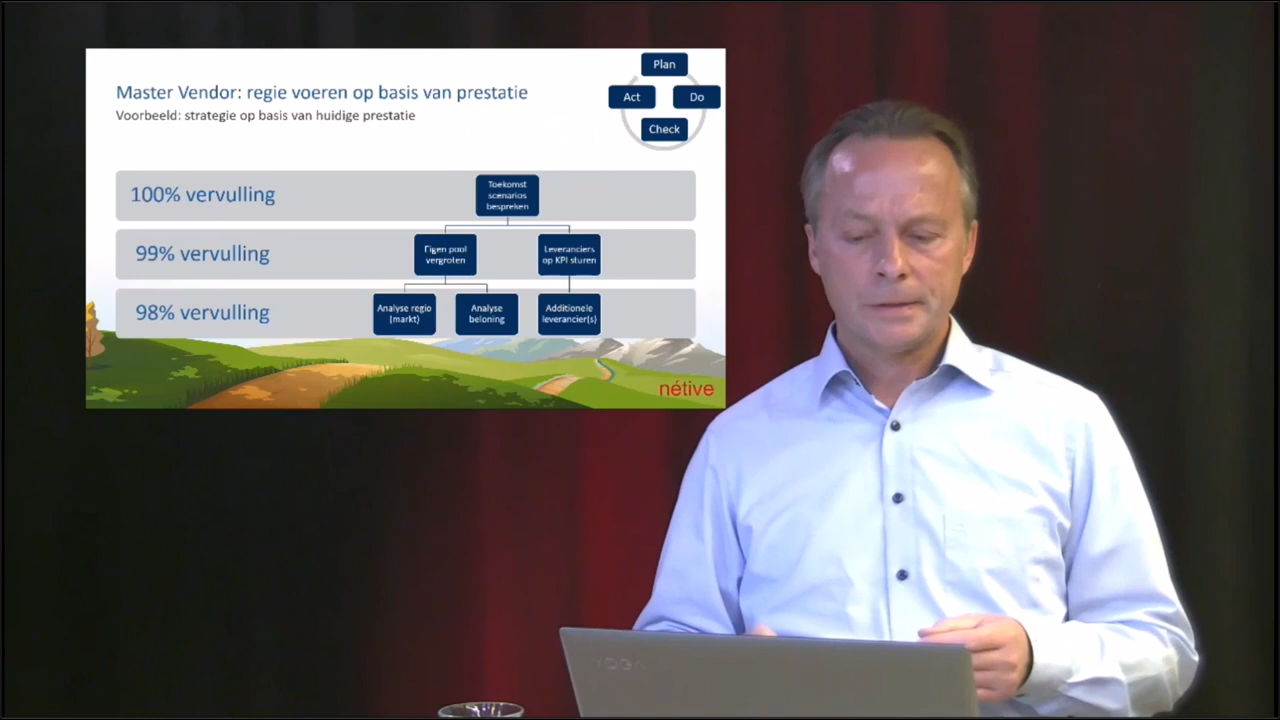 Master Vendor: regie voeren op basis van prestatie
Voorbeeld: strategie op basis van huidige prestatie
Plan
Act
Do
Check
100% vervulling
Toekomst
scenarios
bespreken
99% vervulling
Eigen pool
vergroten
Leveranciers
op KPI sturen
98% vervulling
Analyse regio
(markt)
Analyse
beloning
Additionele
leverancier(s)
nétive
YOGA